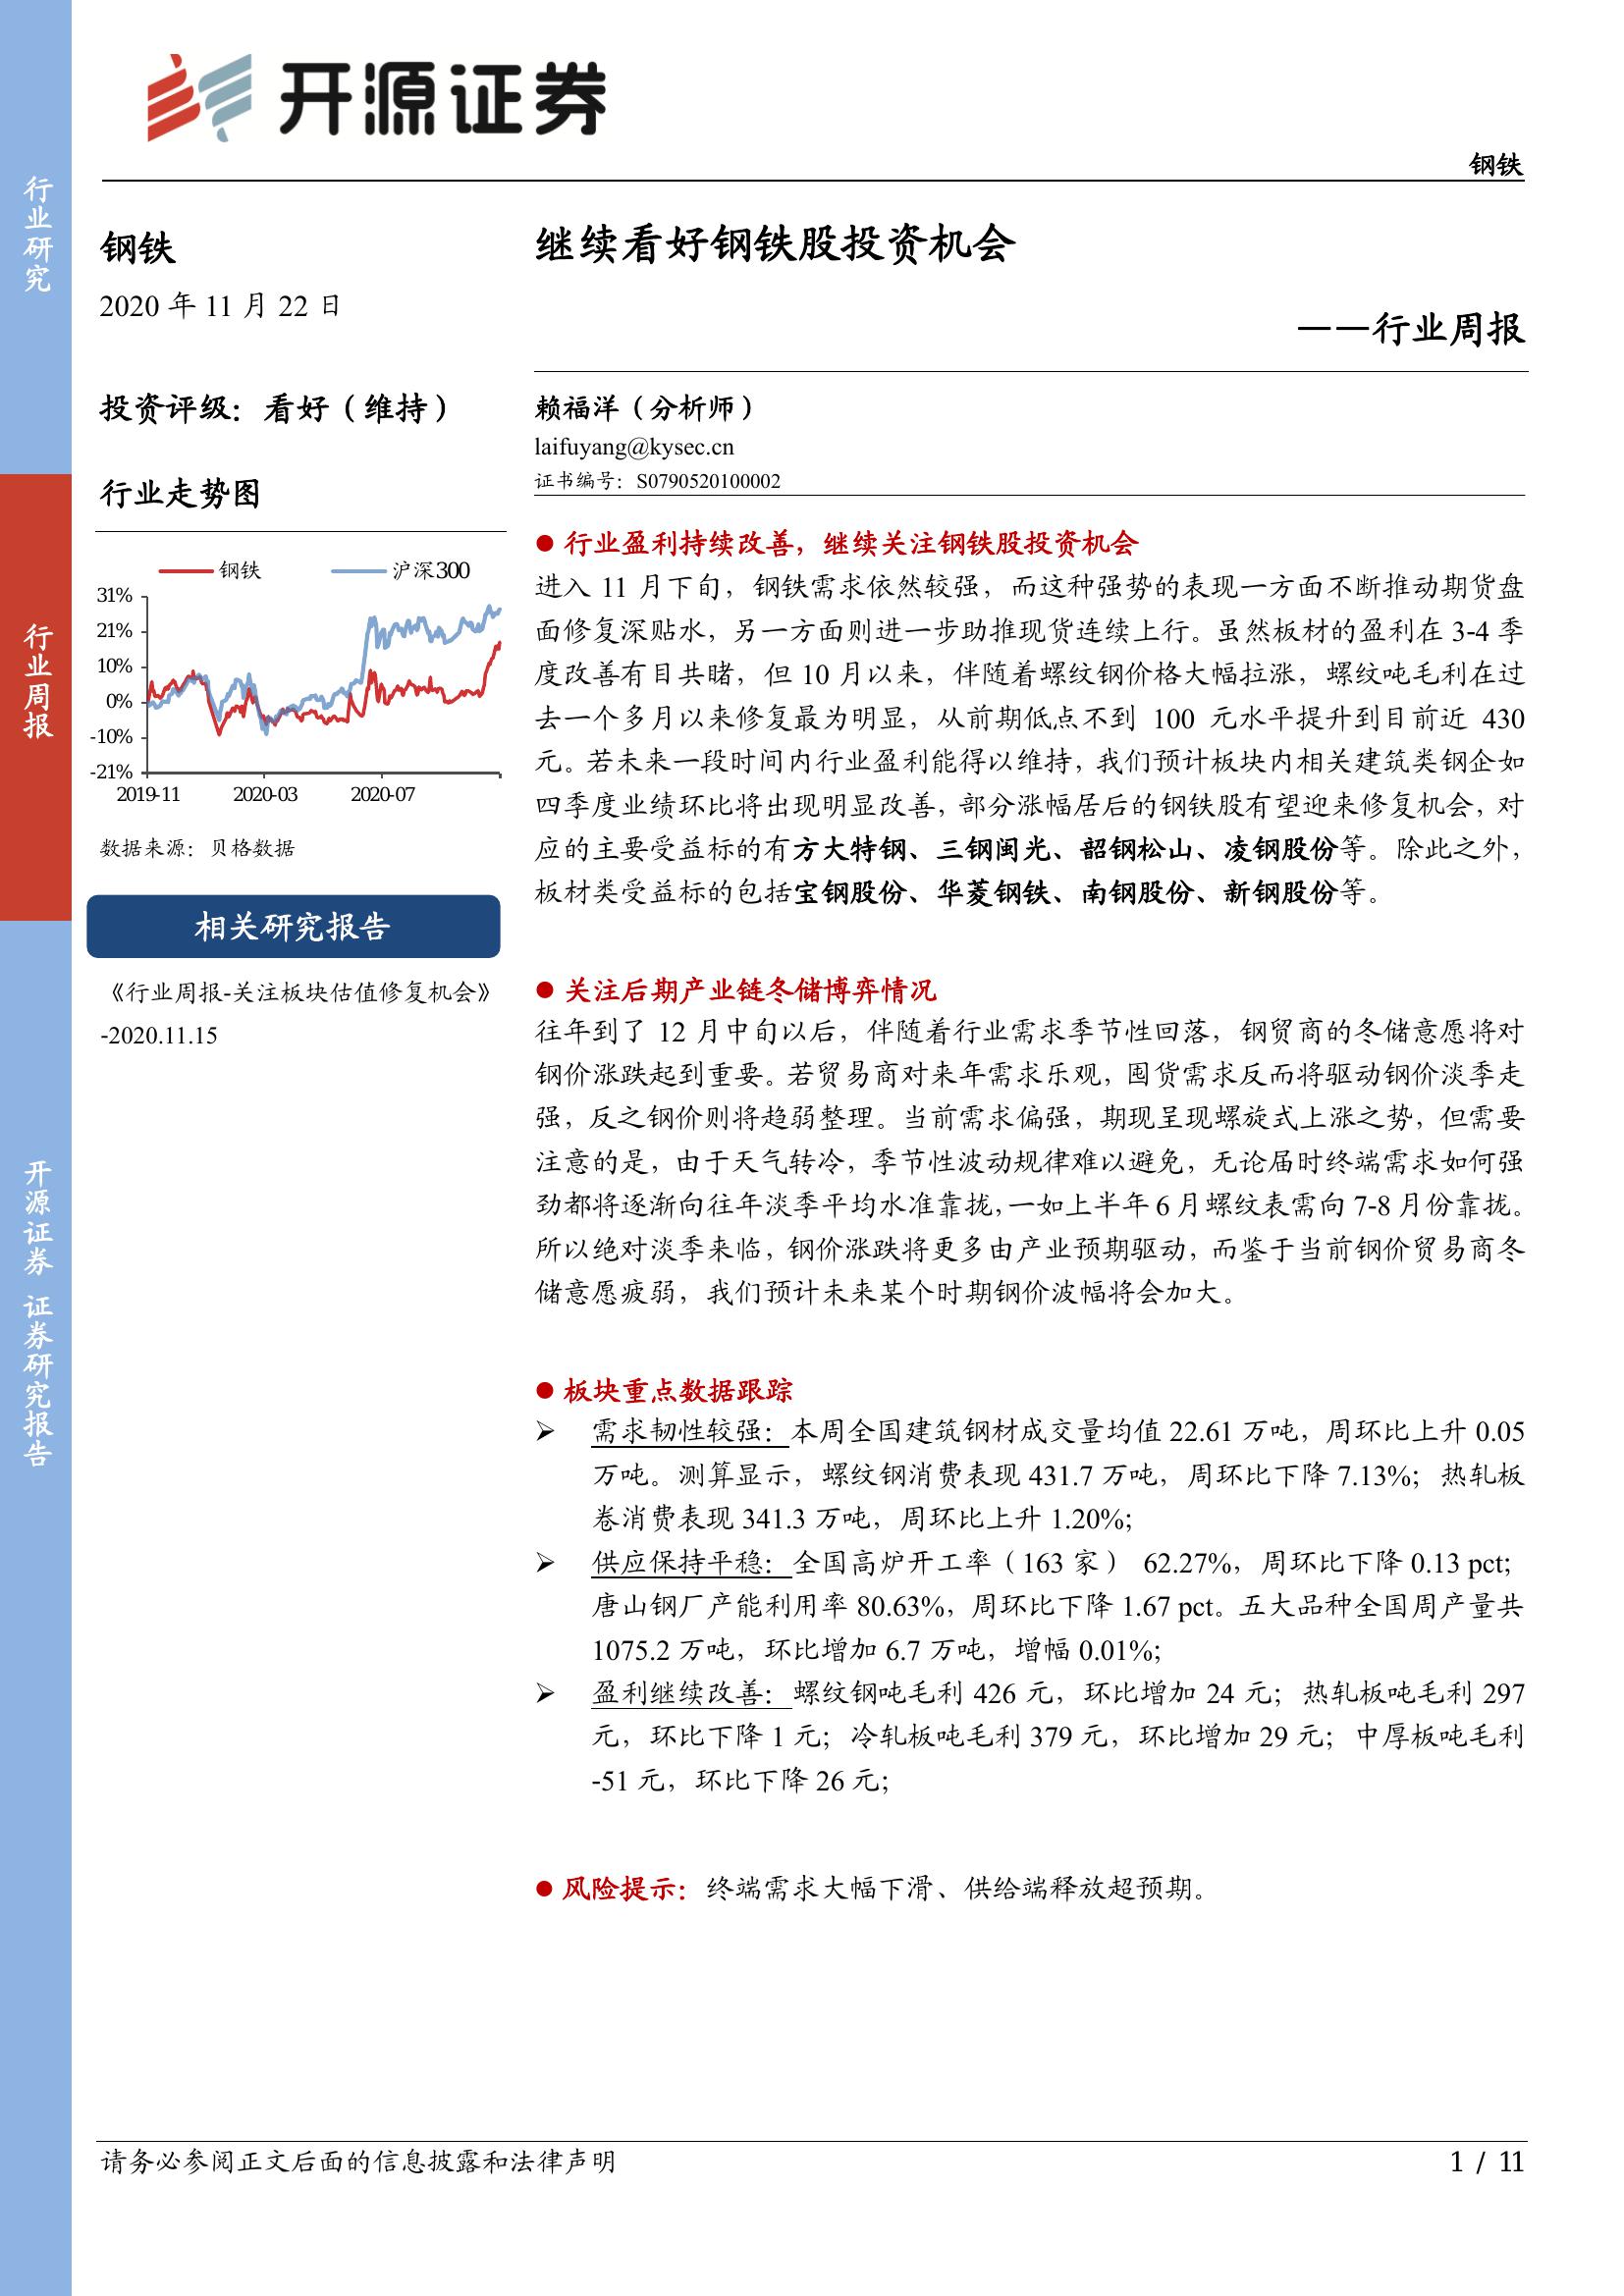 开源证券
钢铁
行业研究
行业周报
开源证券 证券研究报告
钢铁
2020 年 11 月 22 日
投资评级：看好（维持）
行业走势图
钢铁 沪深300
31%
21%
10%
0%
-10%
-21%
2019-11 2020-03 2020-07
数据来源：贝格数据
相关研究报告
《行业周报-关注板块估值修复机会》
-2020.11.15
继续看好钢铁股投资机会
——行业周报
赖福洋（分析师）
laifuyang@kysec.cn
证书编号：S0790520100002
● 行业盈利持续改善，继续关注钢铁股投资机会
进入 11 月下旬，钢铁需求依然较强，而这种强势的表现一方面不断推动期货盘
面修复深贴水，另一方面则进一步助推现货连续上行。虽然板材的盈利在 3-4 季
度改善有目共睹，但 10 月以来，伴随着螺纹钢价格大幅拉涨，螺纹吨毛利在过
去一个多月以来修复最为明显，从前期低点不到 100 元水平提升到目前近 430
元。若未来一段时间内行业盈利能得以维持，我们预计板块内相关建筑类钢企如
四季度业绩环比将出现明显改善，部分涨幅居后的钢铁股有望迎来修复机会，对
应的主要受益标的有方大特钢、三钢闽光、韶钢松山、凌钢股份等。除此之外，
板材类受益标的包括宝钢股份、华菱钢铁、南钢股份、新钢股份等。
● 关注后期产业链冬储博弈情况
往年到了 12 月中旬以后，伴随着行业需求季节性回落，钢贸商的冬储意愿将对
钢价涨跌起到重要。若贸易商对来年需求乐观，囤货需求反而将驱动钢价淡季走
强，反之钢价则将趋弱整理。当前需求偏强，期现呈现螺旋式上涨之势，但需要
注意的是，由于天气转冷，季节性波动规律难以避免，无论届时终端需求如何强
劲都将逐渐向往年淡季平均水准靠拢，一如上半年 6 月螺纹表需向 7-8 月份靠拢。
所以绝对淡季来临，钢价涨跌将更多由产业预期驱动，而鉴于当前钢价贸易商冬
储意愿疲弱，我们预计未来某个时期钢价波幅将会加大。
● 板块重点数据跟踪
➢ 需求韧性较强：本周全国建筑钢材成交量均值 22.61 万吨，周环比上升 0.05
万吨。测算显示，螺纹钢消费表现 431.7 万吨，周环比下降 7.13%；热轧板
卷消费表现 341.3 万吨，周环比上升 1.20%;
➢ 供应保持平稳：全国高炉开工率（163 家） 62.27%，周环比下降 0.13 pct;
唐山钢厂产能利用率 80.63%，周环比下降 1.67 pct。五大品种全国周产量共
1075.2 万吨，环比增加 6.7 万吨，增幅 0.01%;
➢ 盈利继续改善：螺纹钢吨毛利 426 元，环比增加 24 元；热轧板吨毛利 297
元，环比下降 1 元；冷轧板吨毛利 379 元，环比增加 29 元；中厚板吨毛利
-51 元，环比下降 26 元；
● 风险提示：终端需求大幅下滑、供给端释放超预期。
请务必参阅正文后面的信息披露和法律声明
1 / 11